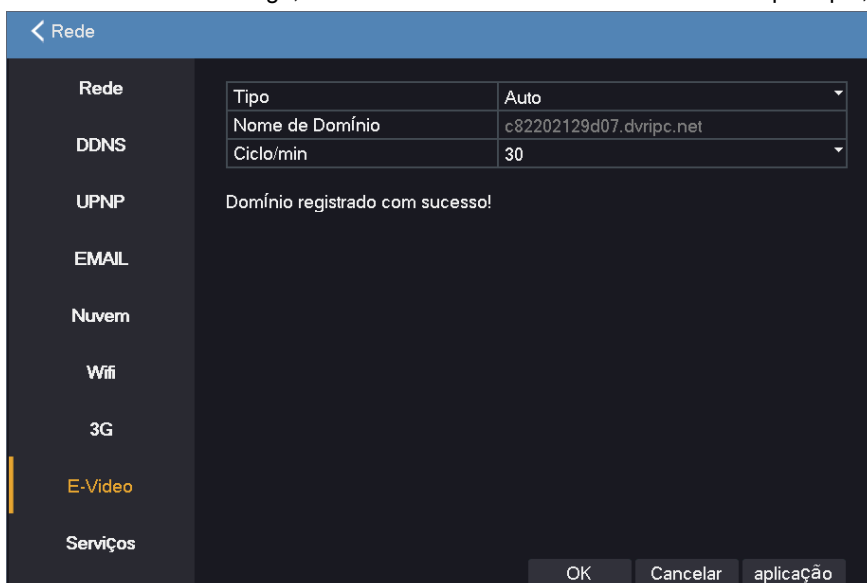 Rede
Rede
DDNS
UPNP
EMAIL
Nuvem
Wifi
3G
E-Video
Serviços
Tipo Auto
Nome de Domínio c82202129d07.dvripc.net
Ciclo/min 30
Domínio registrado com sucesso!
OK Cancelar aplicação